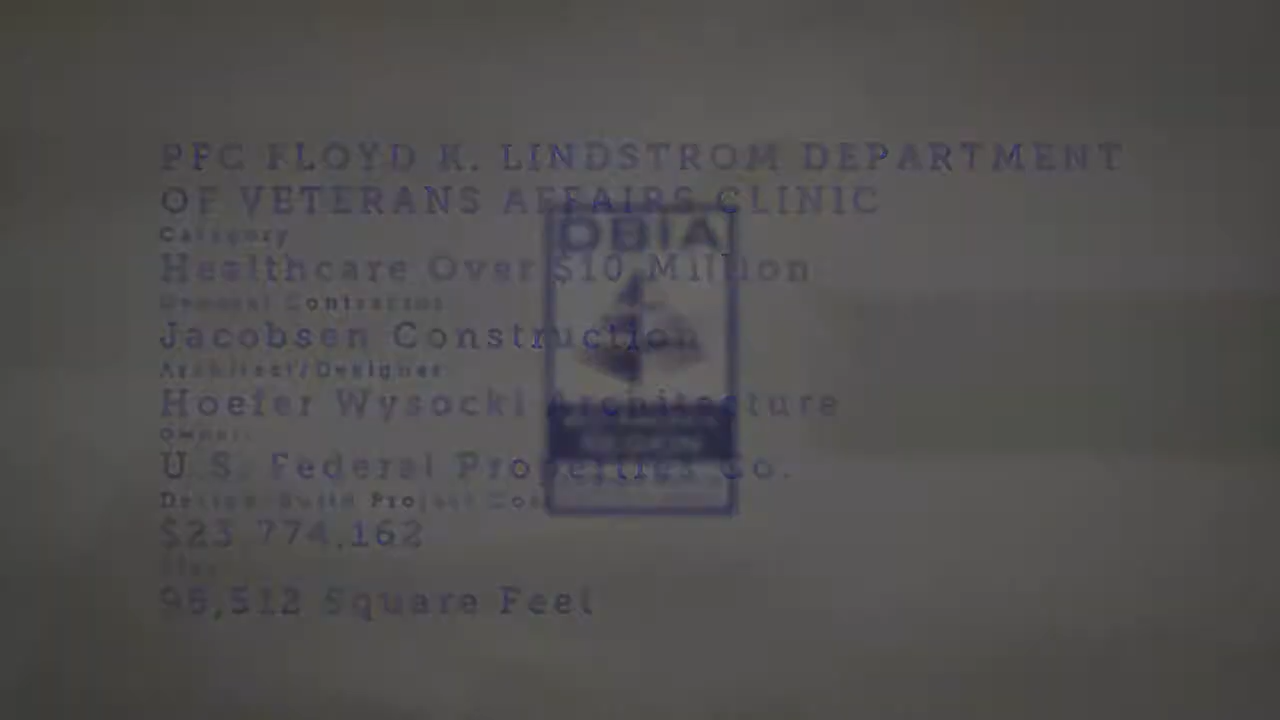 PFC FLOYD K. LINDSTROM DEPARTMENT
OF VETERANS AFFAIRS CLINIC
Category
Healthcare Over $10 Million
General Contractor
Jacobsen Construction
Architect/Designer
Hoefer Wysocki Architecture
Owner
U.S. Federal Properties Co.
Design-Build Project Cost
$23,774,162
Size
95,512 Square Feet
DBIA
REGION